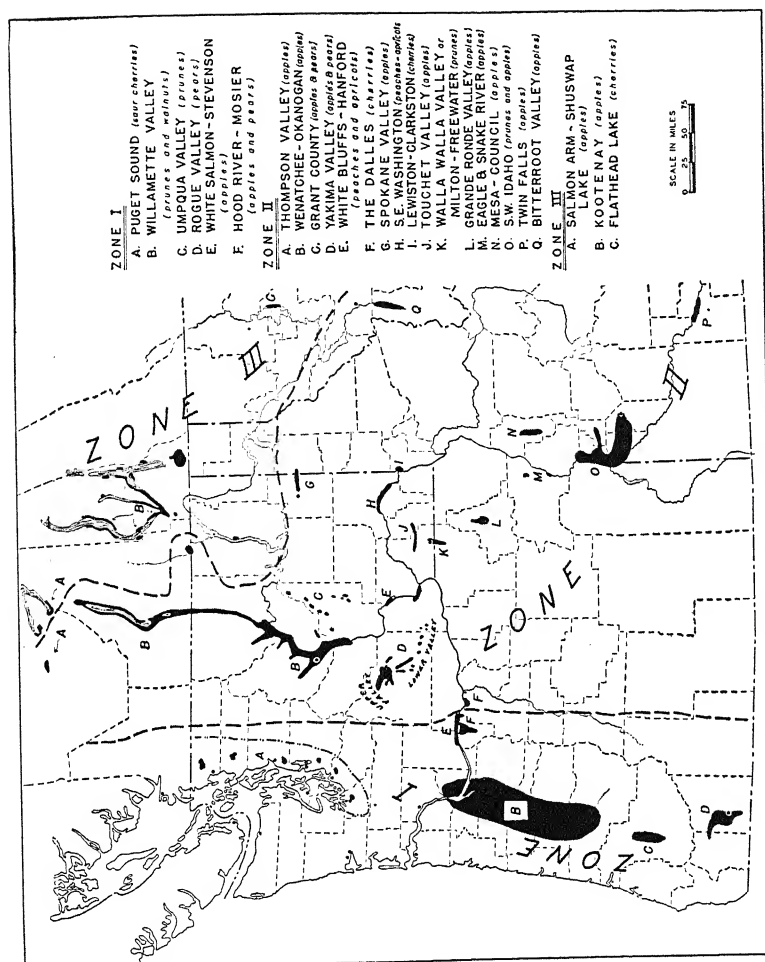 ZONE I
A. PUGET SOUND (sour cherries)
B. WILLAMETTE VALLEY
(prunes and walnuts)
C. UMPQUA VALLEY (prunes)
D. ROGUE VALLEY (pears)
E. WHITE SALMON-STEVENSON
(apples)
F. HOOD RIVER-MOSIER
(apples and pears)
ZONE II
A. THOMPSON VALLEY (apples)
B. WENATCHEE-OKANOGAN (apples)
C. GRANT COUNTY (apples & pears)
D. YAKIMA VALLEY (apples & pears)
E. WHITE BLUFFS-HANFORD
(peaches and apricots)
F. THE DALLES (cherries)
G. SPOKANE VALLEY (apples)
H. S.E. WASHINGTON (peaches-apricots
I. LEWISTON-CLARKSTON (cherries)
J. TOUCHET VALLEY (apples)
K. WALLA WALLA VALLEY or
MILTON-FREEWATER (prunes)
L. GRANDE RONDE VALLEY (apples)
M. EAGLE & SNAKE RIVER (apples)
N. MESA-COUNCIL (apples)
O. S.W. IDAHO (prunes and apples)
P. TWIN FALLS (apples)
Q. BITTERROOT VALLEY (apples)
ZONE III
A. SALMON ARM-SHUSWAP
LAKE (apples)
B. KOOTENAY (apples)
C. FLATHEAD LAKE (cherries)
SCALE IN MILES
0 25 50 75
ZONE III
A
A
B
C
ZONE II
A
B
B
C
D
LOWER VALLEY
E
F
G
H
I
J
K
L
M
N
O
P.
Q
ZONE I
A
B
C
D
E
F